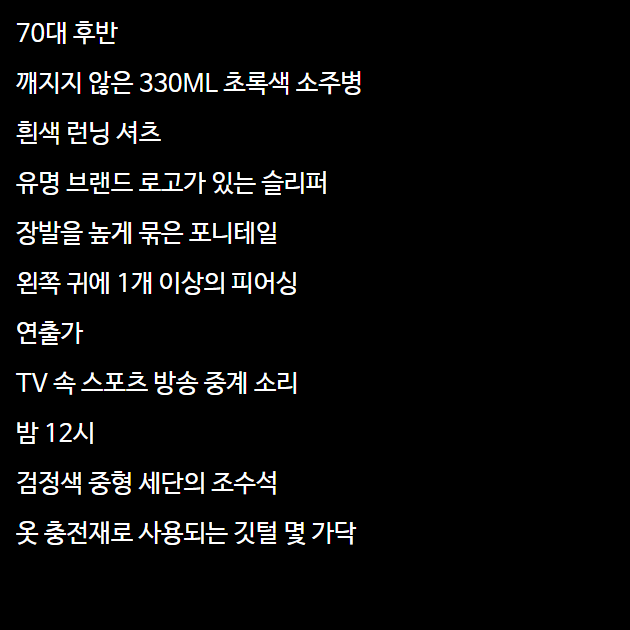 70대 후반
깨지지 않은 330ML 초록색 소주병
흰색 런닝 셔츠
유명 브랜드 로고가 있는 슬리퍼
장발을 높게 묶은 포니테일
왼쪽 귀에 1개 이상의 피어싱
연출가
TV 속 스포츠 방송 중계 소리
밤 12시
검정색 중형 세단의 조수석
옷 충전재로 사용되는 깃털 몇 가닥